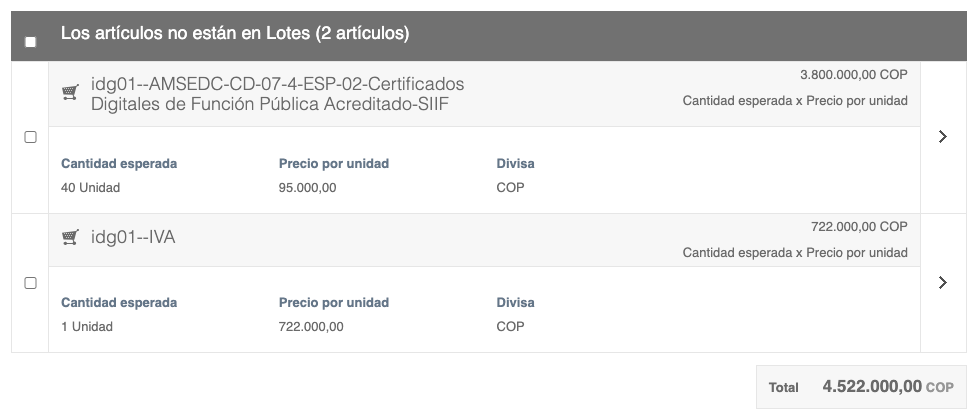 Los artículos no están en Lotes (2 artículos)
idg01--AMSEDC-CD-07-4-ESP-02-Certificados
Digitales de Función Pública Acreditado-SIIF
3.800.000,00 COP
Cantidad esperada x Precio por unidad
Cantidad esperada Precio por unidad Divisa
40 Unidad 95.000,00 COP
idg01--IVA
722.000,00 COP
Cantidad esperada x Precio por unidad
Cantidad esperada Precio por unidad Divisa
1 Unidad 722.000,00 COP
Total 4.522.000,00 COP